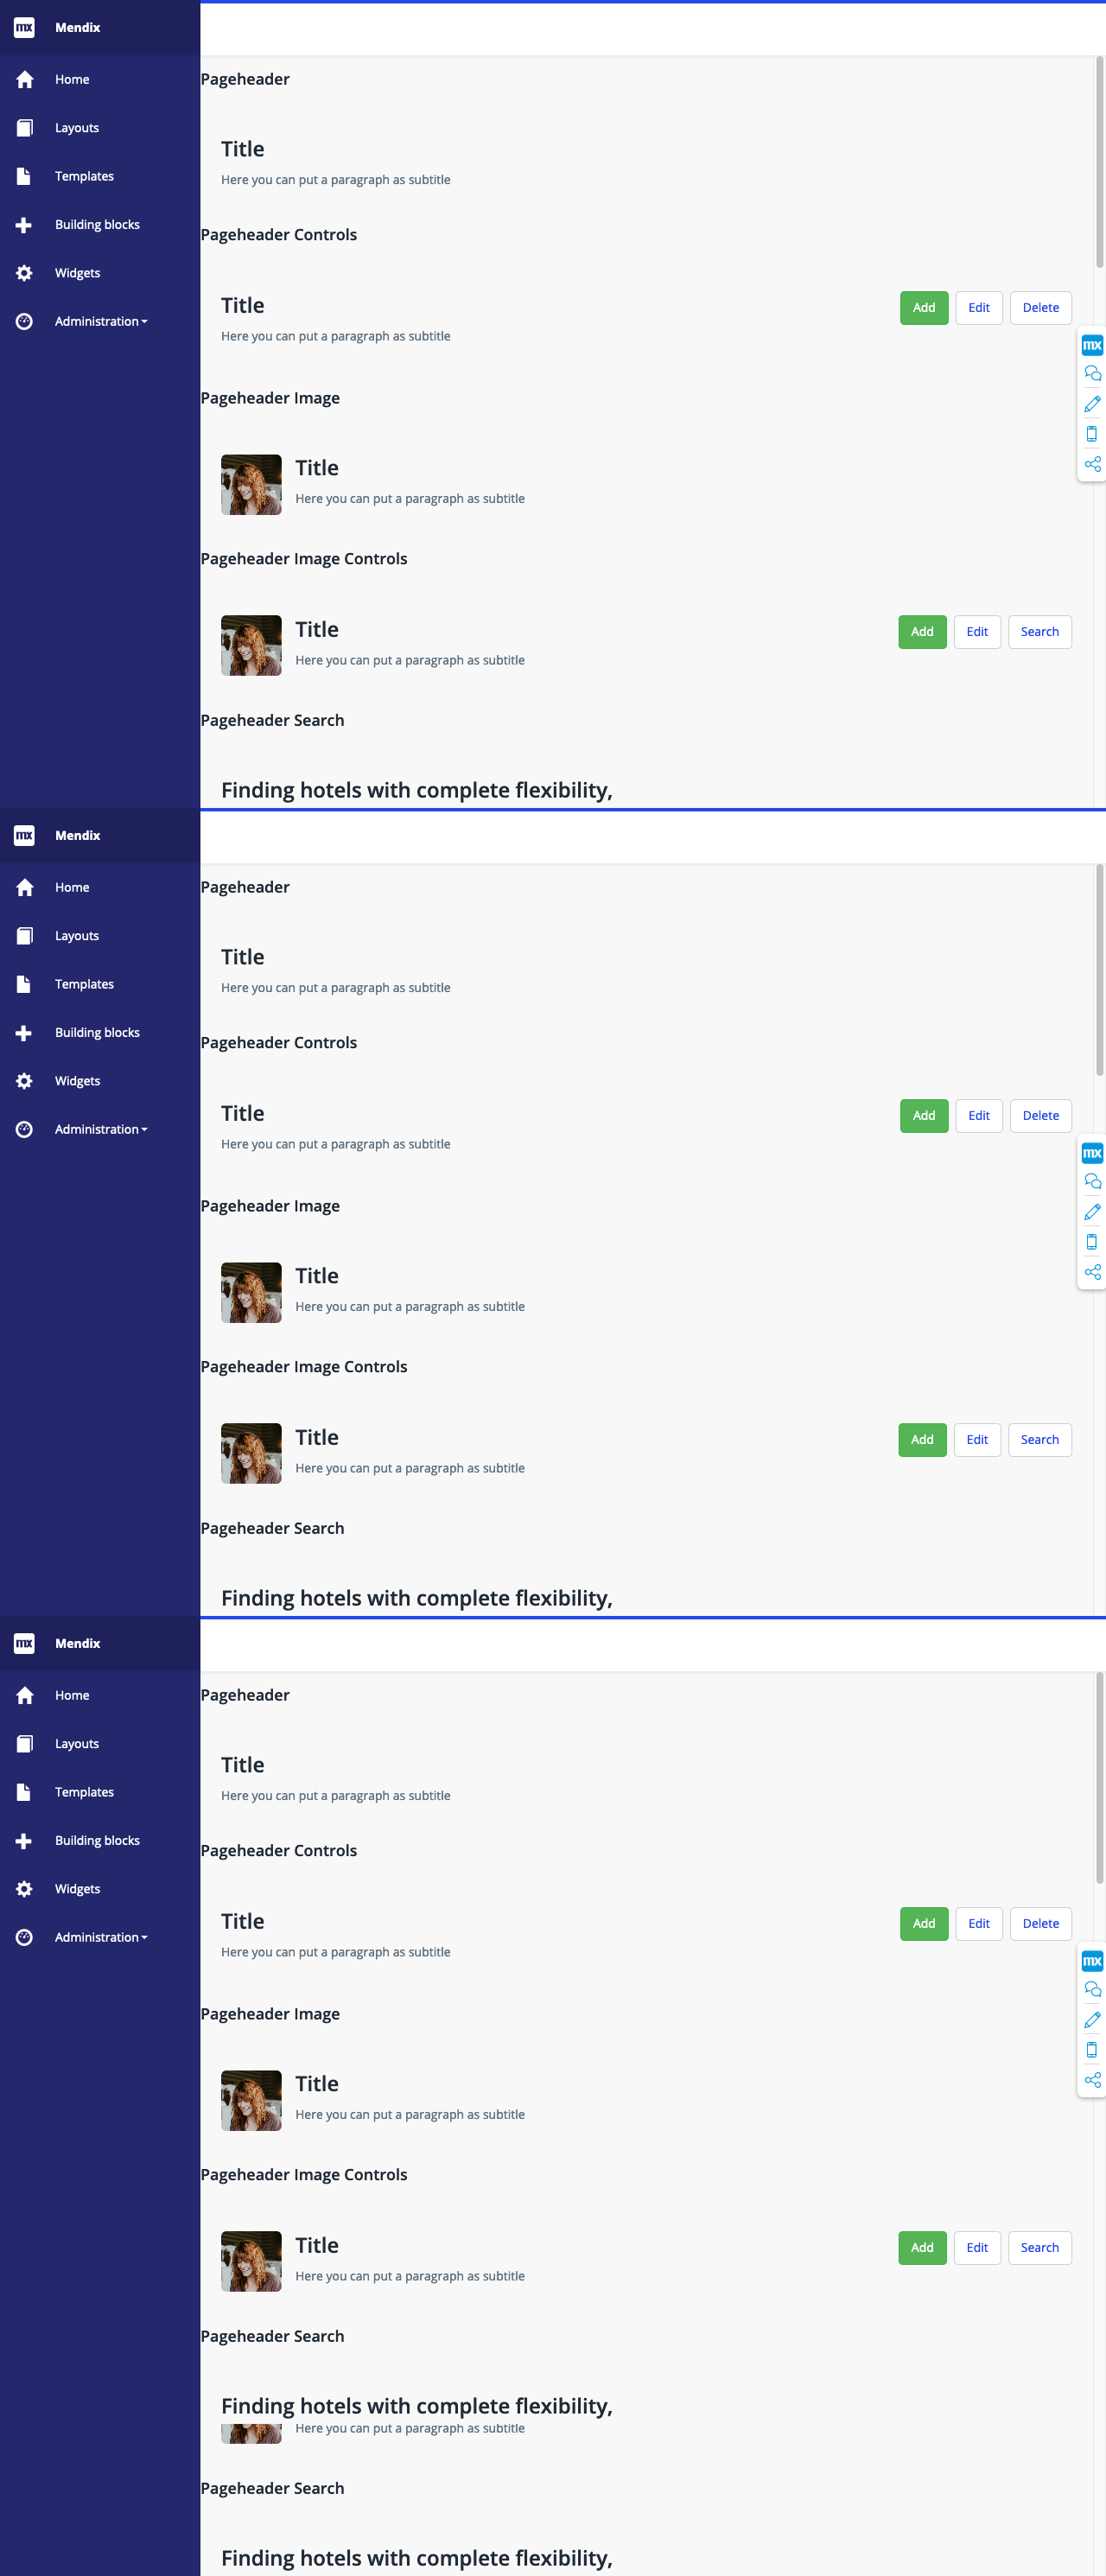 mx Mendix
Home
Layouts
Templates
Building blocks
Widgets
Administration
Pageheader
Title
Here you can put a paragraph as subtitle
Pageheader Controls
Title
Here you can put a paragraph as subtitle
Add Edit Delete
mx
Pageheader Image
Title
Here you can put a paragraph as subtitle
Pageheader Image Controls
Title
Here you can put a paragraph as subtitle
Add Edit Search
Pageheader Search
Finding hotels with complete flexibility,
mx Mendix
Home
Layouts
Templates
Building blocks
Widgets
Administration
Pageheader
Title
Here you can put a paragraph as subtitle
Pageheader Controls
Title
Here you can put a paragraph as subtitle
Add Edit Delete
mx
Pageheader Image
Title
Here you can put a paragraph as subtitle
Pageheader Image Controls
Title
Here you can put a paragraph as subtitle
Add Edit Search
Pageheader Search
Finding hotels with complete flexibility,
mx Mendix
Home
Layouts
Templates
Building blocks
Widgets
Administration
Pageheader
Title
Here you can put a paragraph as subtitle
Pageheader Controls
Title
Here you can put a paragraph as subtitle
Add Edit Delete
mx
Pageheader Image
Title
Here you can put a paragraph as subtitle
Pageheader Image Controls
Title
Here you can put a paragraph as subtitle
Add Edit Search
Pageheader Search
Finding hotels with complete flexibility,
Here you can put a paragraph as subtitle
Pageheader Search
Finding hotels with complete flexibility,